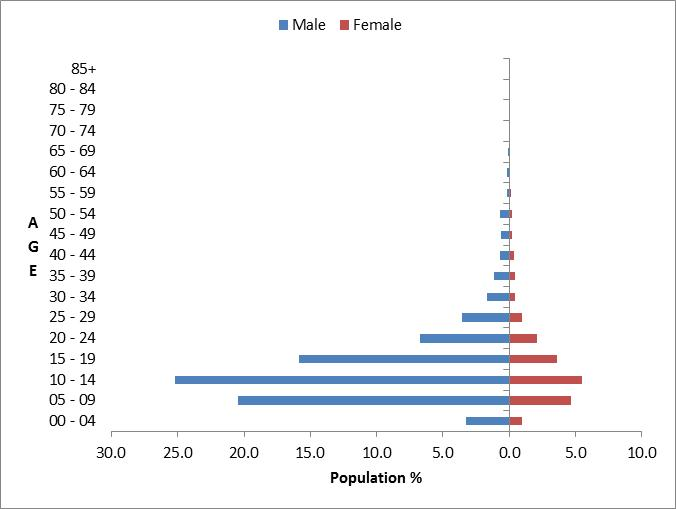 Male Female
85+
80 - 84
75 - 79
70 - 74
65 - 69
60 - 64
55 - 59
50 - 54
45 - 49
40 - 44
35 - 39
30 - 34
25 - 29
20 - 24
15 - 19
10 - 14
05 - 09
00 - 04
A
G
E
30.0 25.0 20.0 15.0 10.0 5.0 0.0 5.0 10.0
Population %